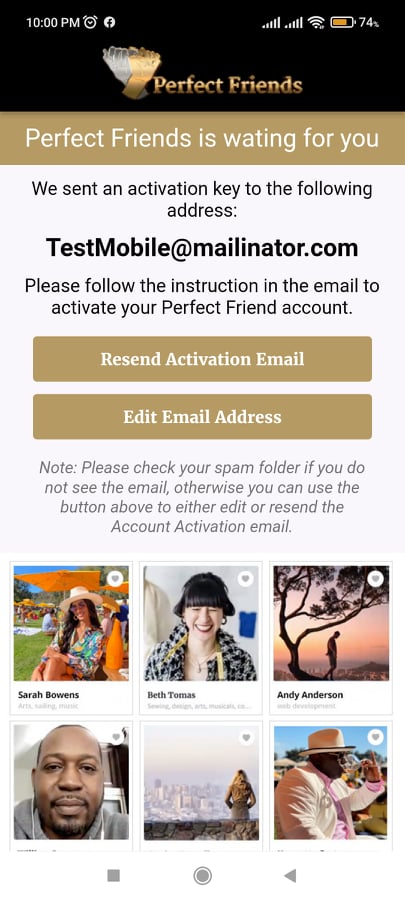 10:00 PM
74%
Perfect Friends
Perfect Friends is wating for you
We sent an activation key to the following
address:
TestMobile@mailinator.com
Please follow the instruction in the email to
activate your Perfect Friend account.
Resend Activation Email
Edit Email Address
Note: Please check your spam folder if you do
not see the email, otherwise you can use the
button above to either edit or resend the
Account Activation email.
Sarah Bowens
Beth Tomas
Andy Anderson
Arts, sailing, music
Sewing, design, arts, musicals, co...
web development